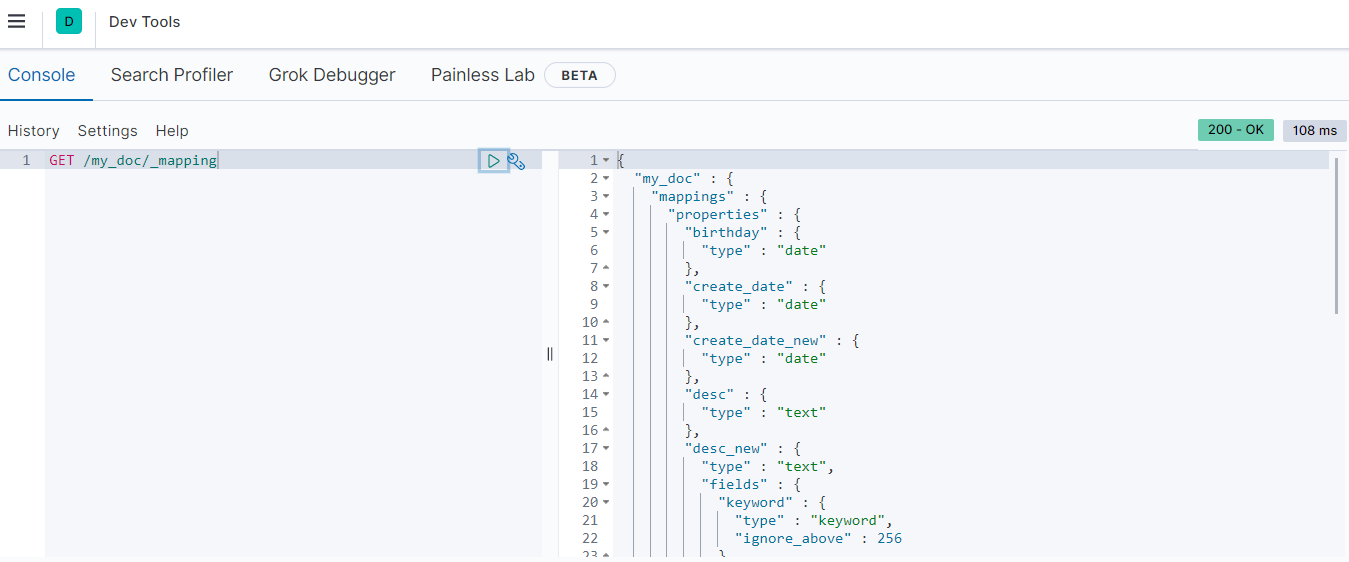 D Dev Tools
Console Search Profiler Grok Debugger Painless Lab BETA
History Settings Help
200 - OK 108 ms
1 GET /my_doc/_mapping
1 {
2 "my_doc" : {
3 "mappings" : {
4 "properties" : {
5 "birthday" : {
6 "type" : "date"
7 },
8 "create_date" : {
9 "type" : "date"
10 },
11 "create_date_new" : {
12 "type" : "date"
13 },
14 "desc" : {
15 "type" : "text"
16 },
17 "desc_new" : {
18 "type" : "text",
19 "fields" : {
20 "keyword" : {
21 "type" : "keyword",
22 "ignore_above" : 256
23 }